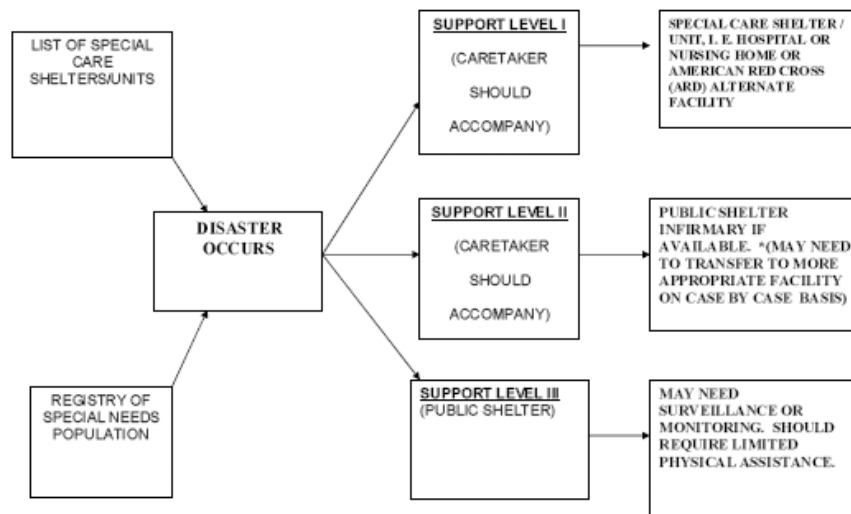 LIST OF SPECIAL
CARE
SHELTERS/UNITS
SUPPORT LEVEL I
(CARETAKER
SHOULD
ACCOMPANY)
SPECIAL CARE SHELTER /
UNIT, I. E. HOSPITAL OR
NURSING HOME OR
AMERICAN RED CROSS
(ARD) ALTERNATE
FACILITY
DISASTER
OCCURS
SUPPORT LEVEL II
(CARETAKER
SHOULD
ACCOMPANY)
PUBLIC SHELTER
INFIRMARY IF
AVAILABLE. *(MAY NEED
TO TRANSFER TO MORE
APPROPRIATE FACILITY
ON CASE BY CASE BASIS)
REGISTRY OF
SPECIAL NEEDS
POPULATION
SUPPORT LEVEL III
(PUBLIC SHELTER)
MAY NEED
SURVEILLANCE OR
MONITORING. SHOULD
REQUIRE LIMITED
PHYSICAL ASSISTANCE.